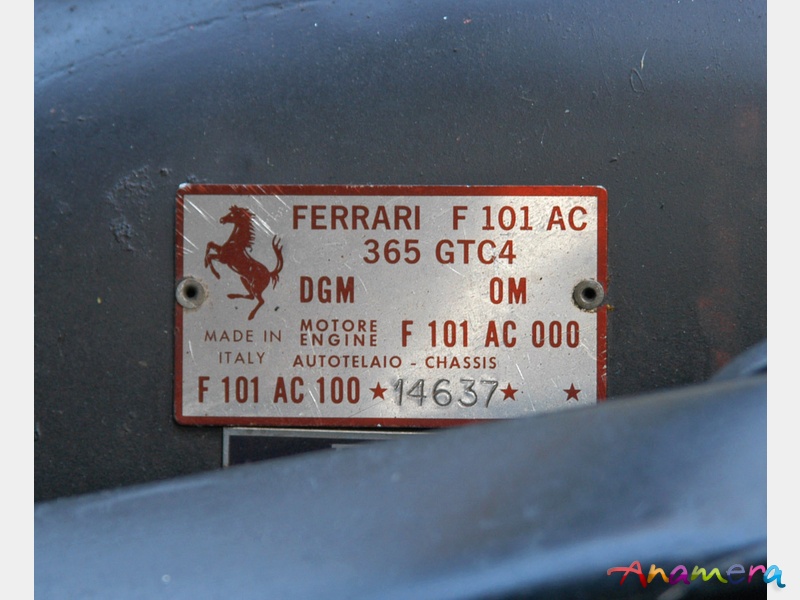 FERRARI F 101 AC
365 GTC4
DGM OM
MOTORE
ENGINE F 101 AC 000
MADE IN
ITALY
AUTOTELAIO - CHASSIS
F 101 AC 100 ★ 14637 ★ ★
Anamera